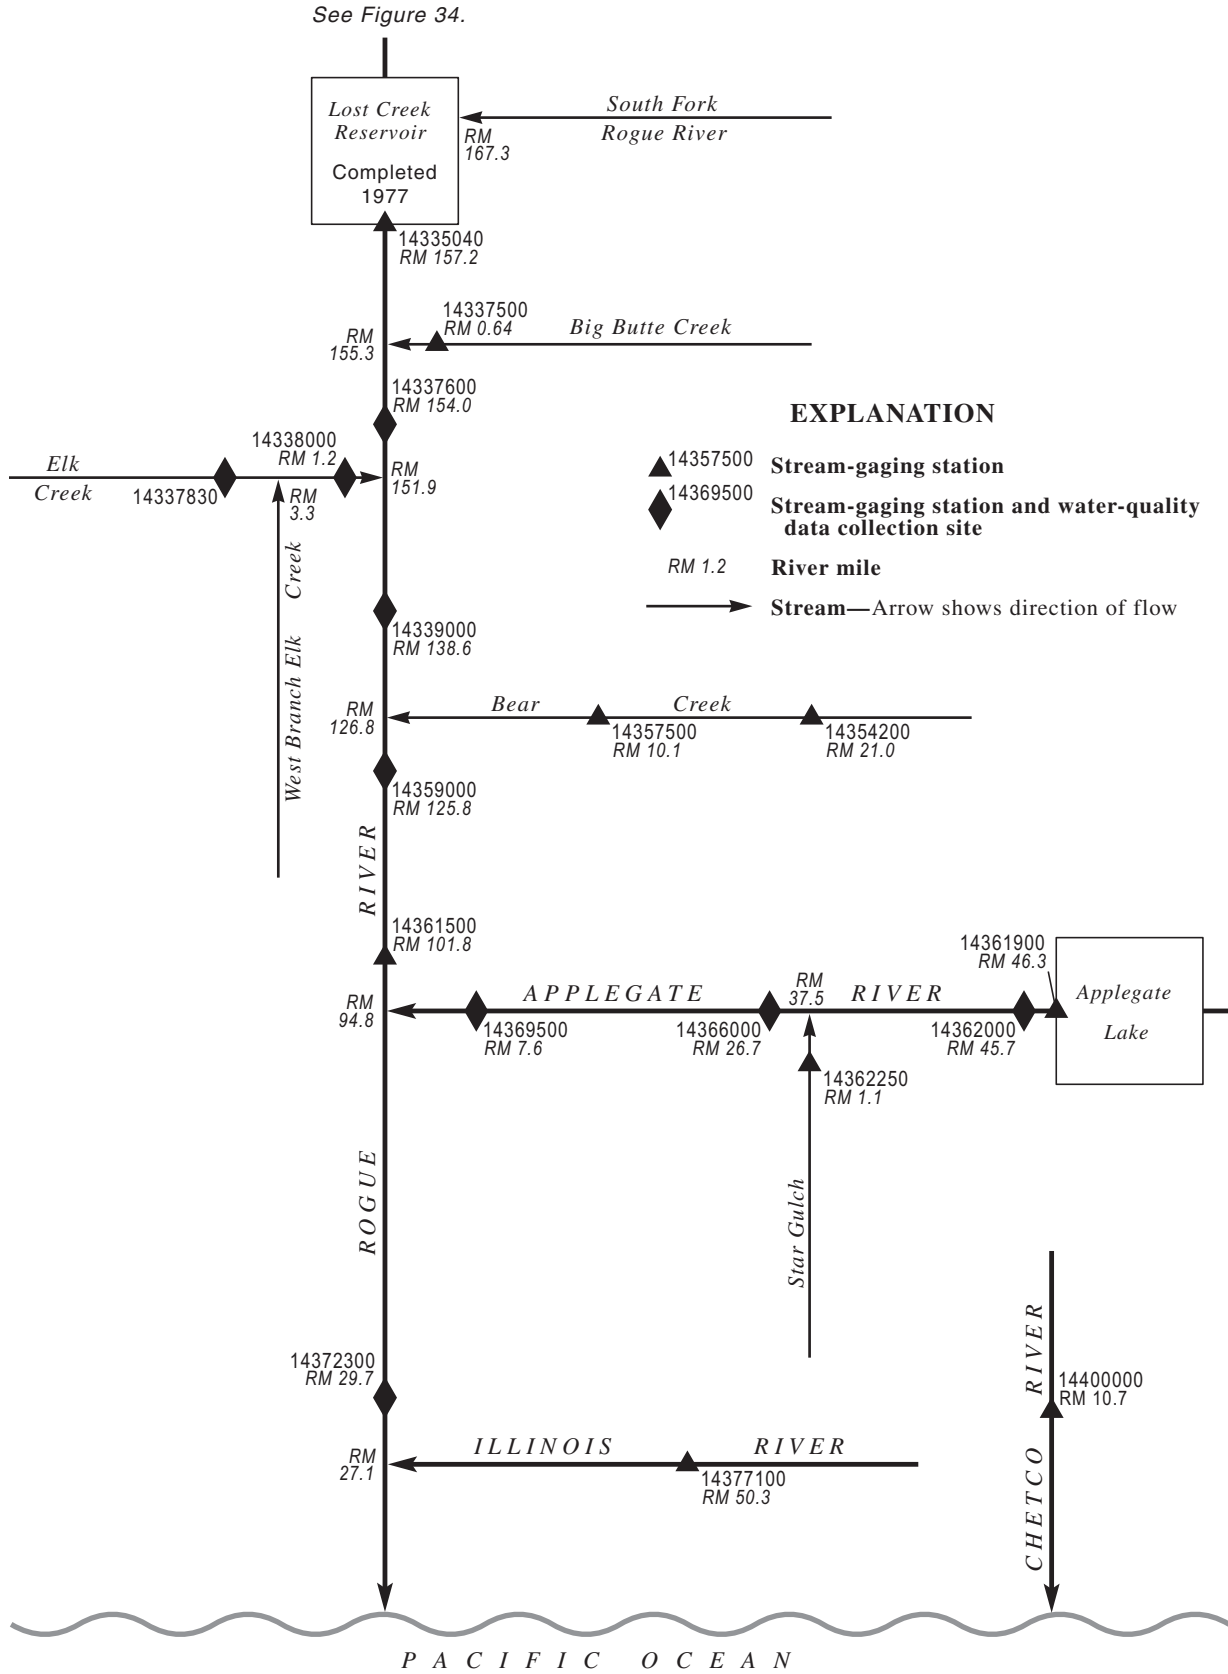 See Figure 34.
Lost Creek
Reservoir
Completed
1977
South Fork
Rogue River
RM
167.3
14335040
RM 157.2
14337500
RM 0.64
Big Butte Creek
RM
155.3
14337600
RM 154.0
EXPLANATION
14357500 Stream-gaging station
14369500 Stream-gaging station and water-quality
data collection site
RM 1.2 River mile
Stream—Arrow shows direction of flow
14338000
RM 1.2
Elk
Creek
14337830
RM
3.3
RM
151.9
West Branch Elk Creek
14339000
RM 138.6
RM
126.8
Bear Creek
14357500
RM 10.1
14354200
RM 21.0
14359000
RM 125.8
RIVER
14361500
RM 101.8
RM
94.8
APPLEGATE RIVER
RM
37.5
14361900
RM 46.3
Applegate
Lake
14369500
RM 7.6
14366000
RM 26.7
14362000
RM 45.7
14362250
RM 1.1
Star Gulch
ROGUE
14372300
RM 29.7
RM
27.1
ILLINOIS RIVER
14377100
RM 50.3
CHETCO RIVER
14400000
RM 10.7
PACIFIC OCEAN